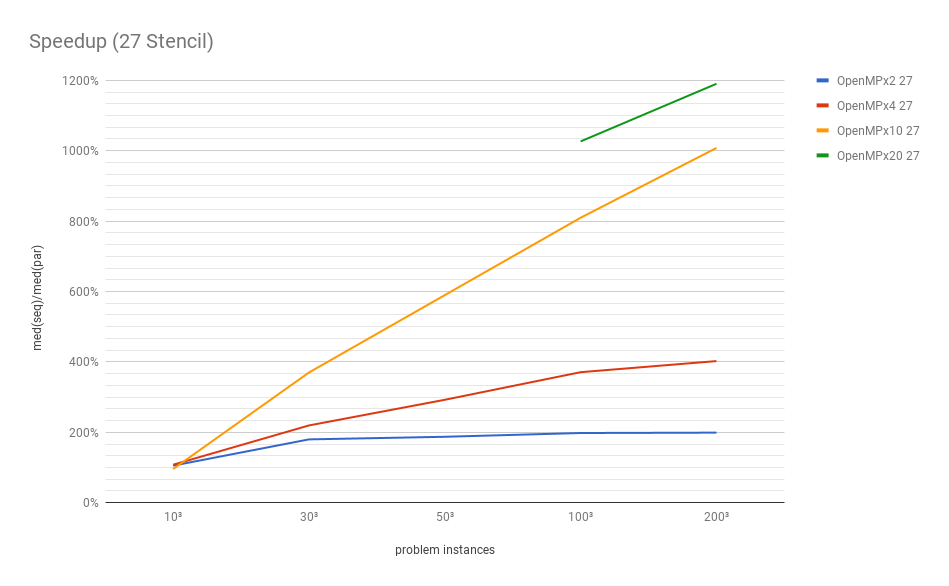 Speedup (27 Stencil)
1200%
1000%
800%
600%
400%
200%
0%
med(seq)/med(par)
10³
30³
50³
100³
200³
problem instances
OpenMPx2 27
OpenMPx4 27
OpenMPx10 27
OpenMPx20 27